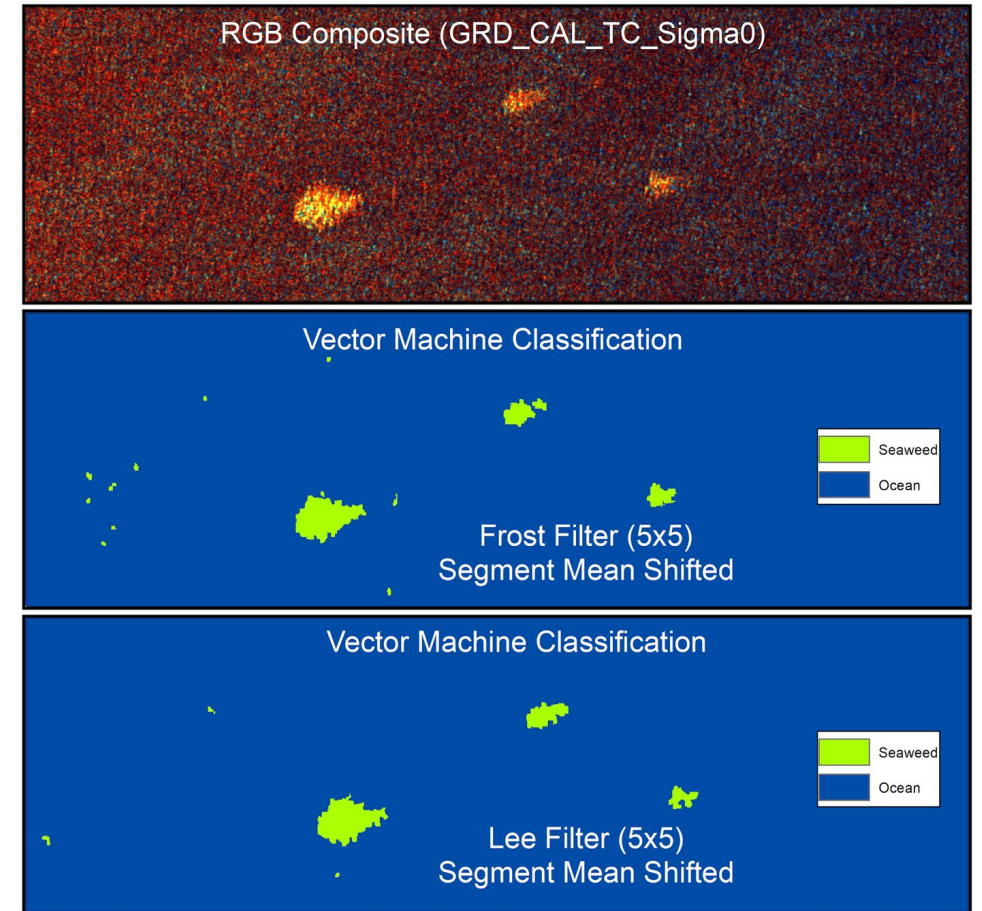 RGB Composite (GRD_CAL_TC_Sigma0)
Vector Machine Classification
Seaweed
Ocean
Frost Filter (5x5)
Segment Mean Shifted
Vector Machine Classification
Seaweed
Ocean
Lee Filter (5x5)
Segment Mean Shifted